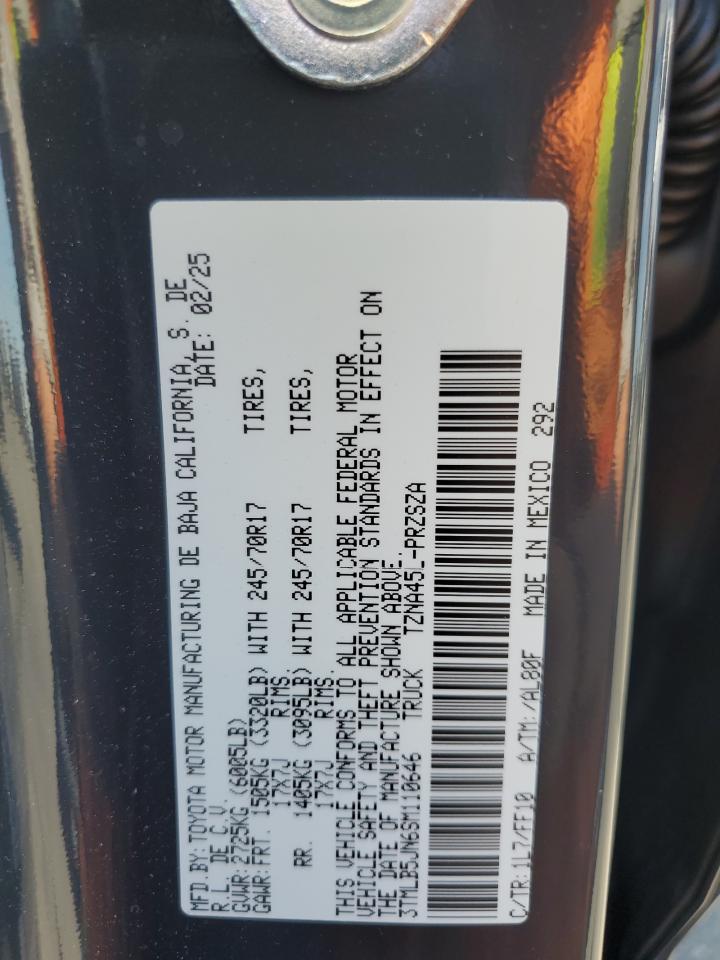 MFD.BY:TOYOTA MOTOR MANUFACTURING DE BAJA CALIFORNIA, S. DE
R.L DE C.V. DATE: 02/25
GVWR:2725KG (6005LB)
GAWR:FRT. 1505KG (3320LB) WITH 245/70R17 TIRES,
17X7J RIMS.
RR. 1405KG (3095LB) WITH 245/70R17 TIRES,
17X7J RIMS.
THIS VEHICLE CONFORMS TO ALL APPLICABLE FEDERAL MOTOR
VEHICLE SAFETY AND THEFT PREVENTION STANDARDS IN EFFECT ON
THE DATE OF MANUFACTURE SHOWN ABOVE.
3TMLB5JN6SM110646 TRUCK TZNA45L-PRZSZA
C/TR:1L7/FF10 A/TM:/AL80F MADE IN MEXICO 292